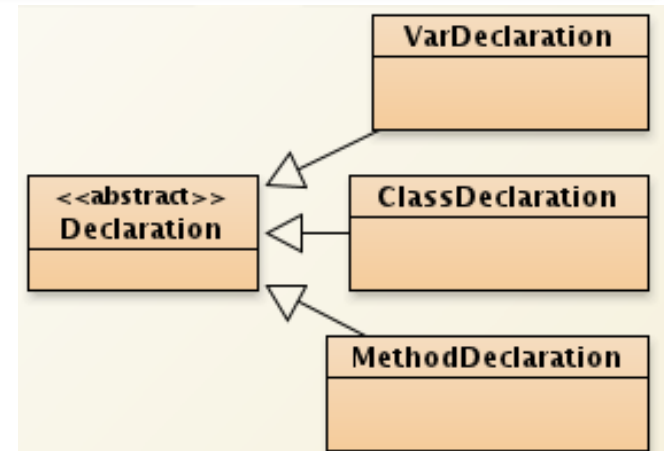 VarDeclaration
<<abstract>>
Declaration
ClassDeclaration
MethodDeclaration